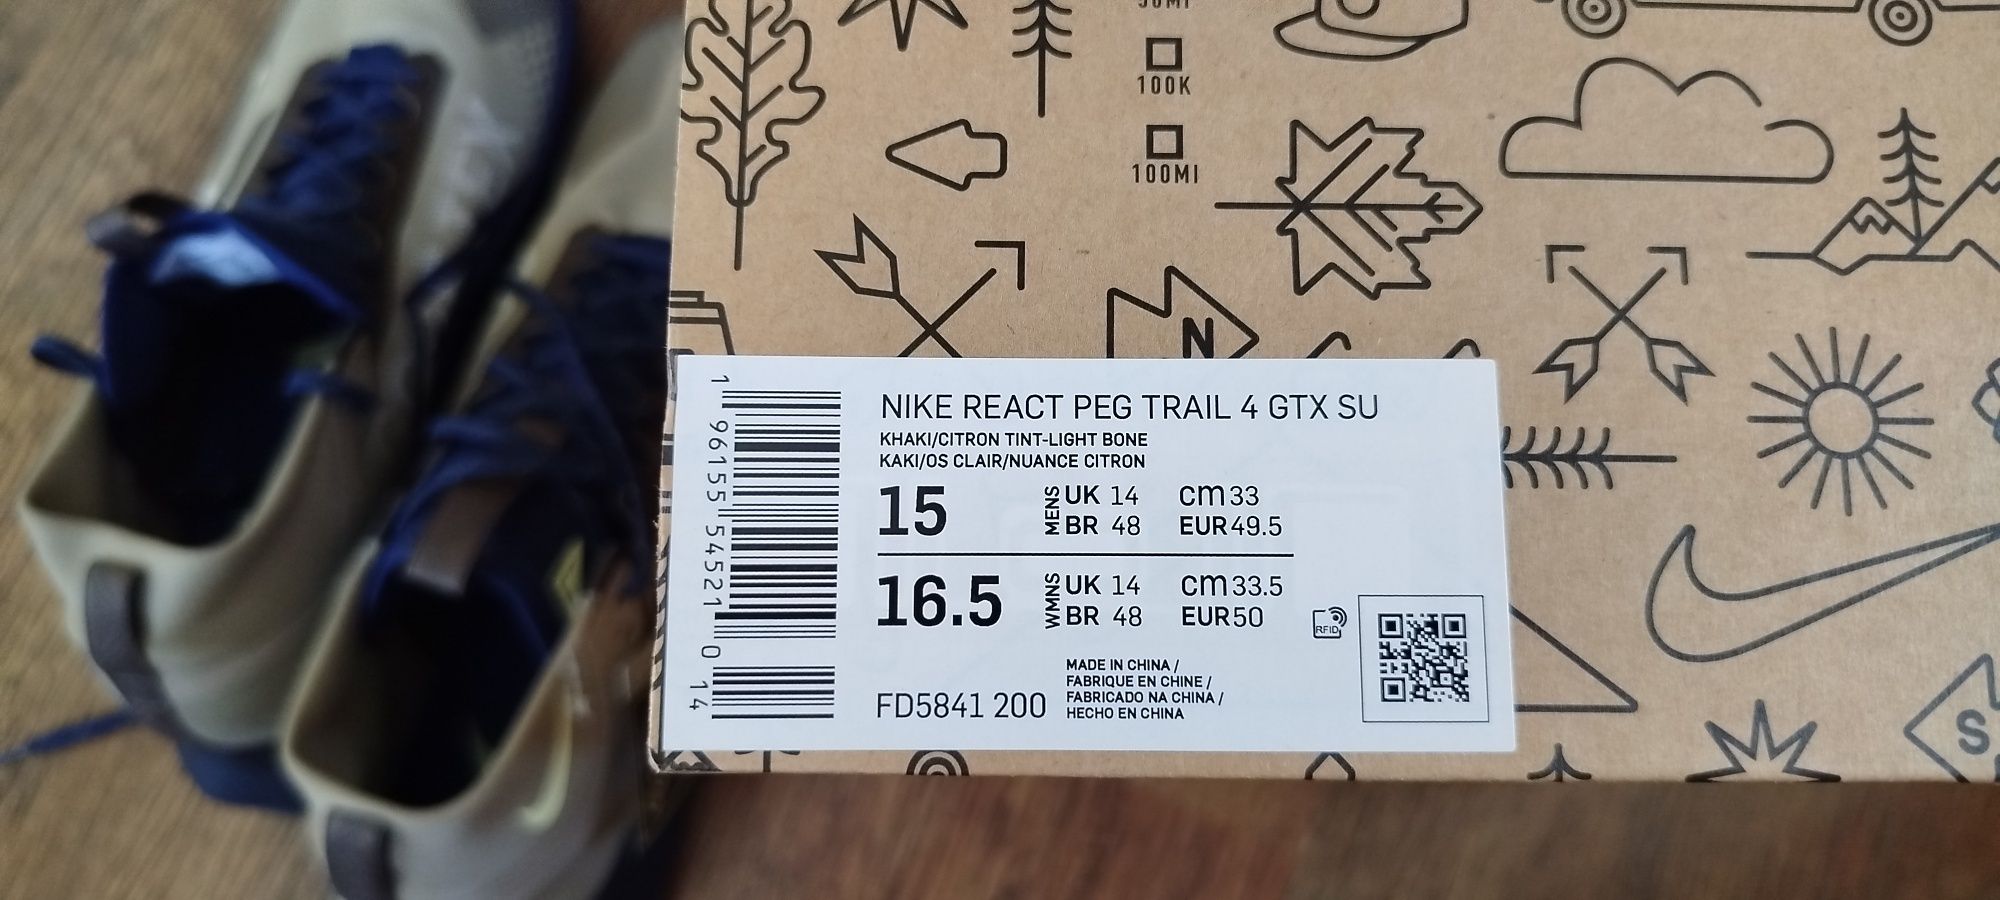 50MI
100K
100MI
N
NIKE REACT PEG TRAIL 4 GTX SU
KHAKI/CITRON TINT-LIGHT BONE
KAKI/OS CLAIR/NUANCE CITRON
15 MENS UK 14 cm 33
BR 48 EUR 49.5
16.5 WMNS UK 14 cm 33.5
BR 48 EUR 50
RFID
FD5841 200
MADE IN CHINA /
FABRIQUE EN CHINE /
FABRICADO NA CHINA /
HECHO EN CHINA
1 96155 54521 0 14
S